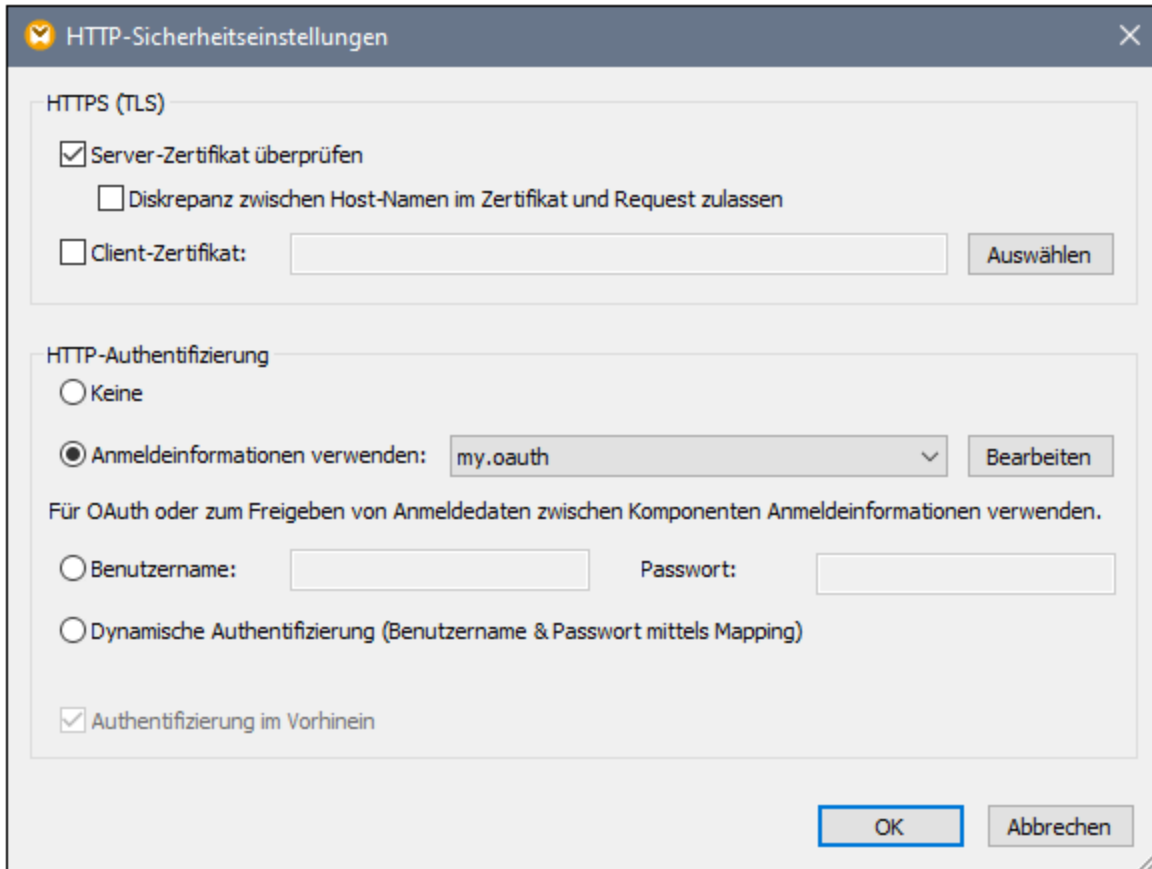 HTTP-Sicherheitseinstellungen
HTTPS (TLS)
Server-Zertifikat überprüfen
Diskrepanz zwischen Host-Namen im Zertifikat und Request zulassen
Client-Zertifikat: Auswählen
HTTP-Authentifizierung
Keine
Anmeldeinformationen verwenden: my.oauth Bearbeiten
Für OAuth oder zum Freigeben von Anmeldedaten zwischen Komponenten Anmeldeinformationen verwenden.
Benutzername: Passwort:
Dynamische Authentifizierung (Benutzername & Passwort mittels Mapping)
Authentifizierung im Vorhinein
OK Abbrechen